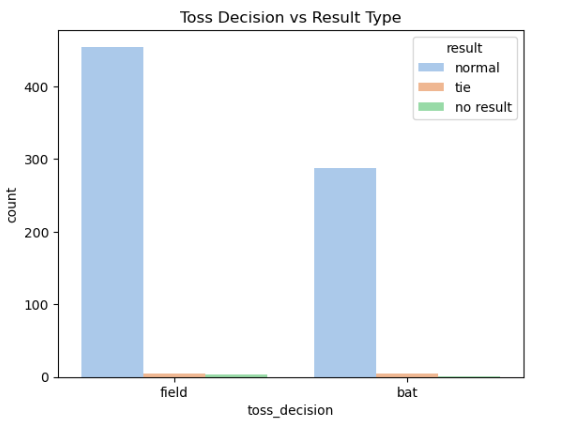 Toss Decision vs Result Type
result
normal
tie
no result
400
300
200
100
0
count
field
bat
toss_decision